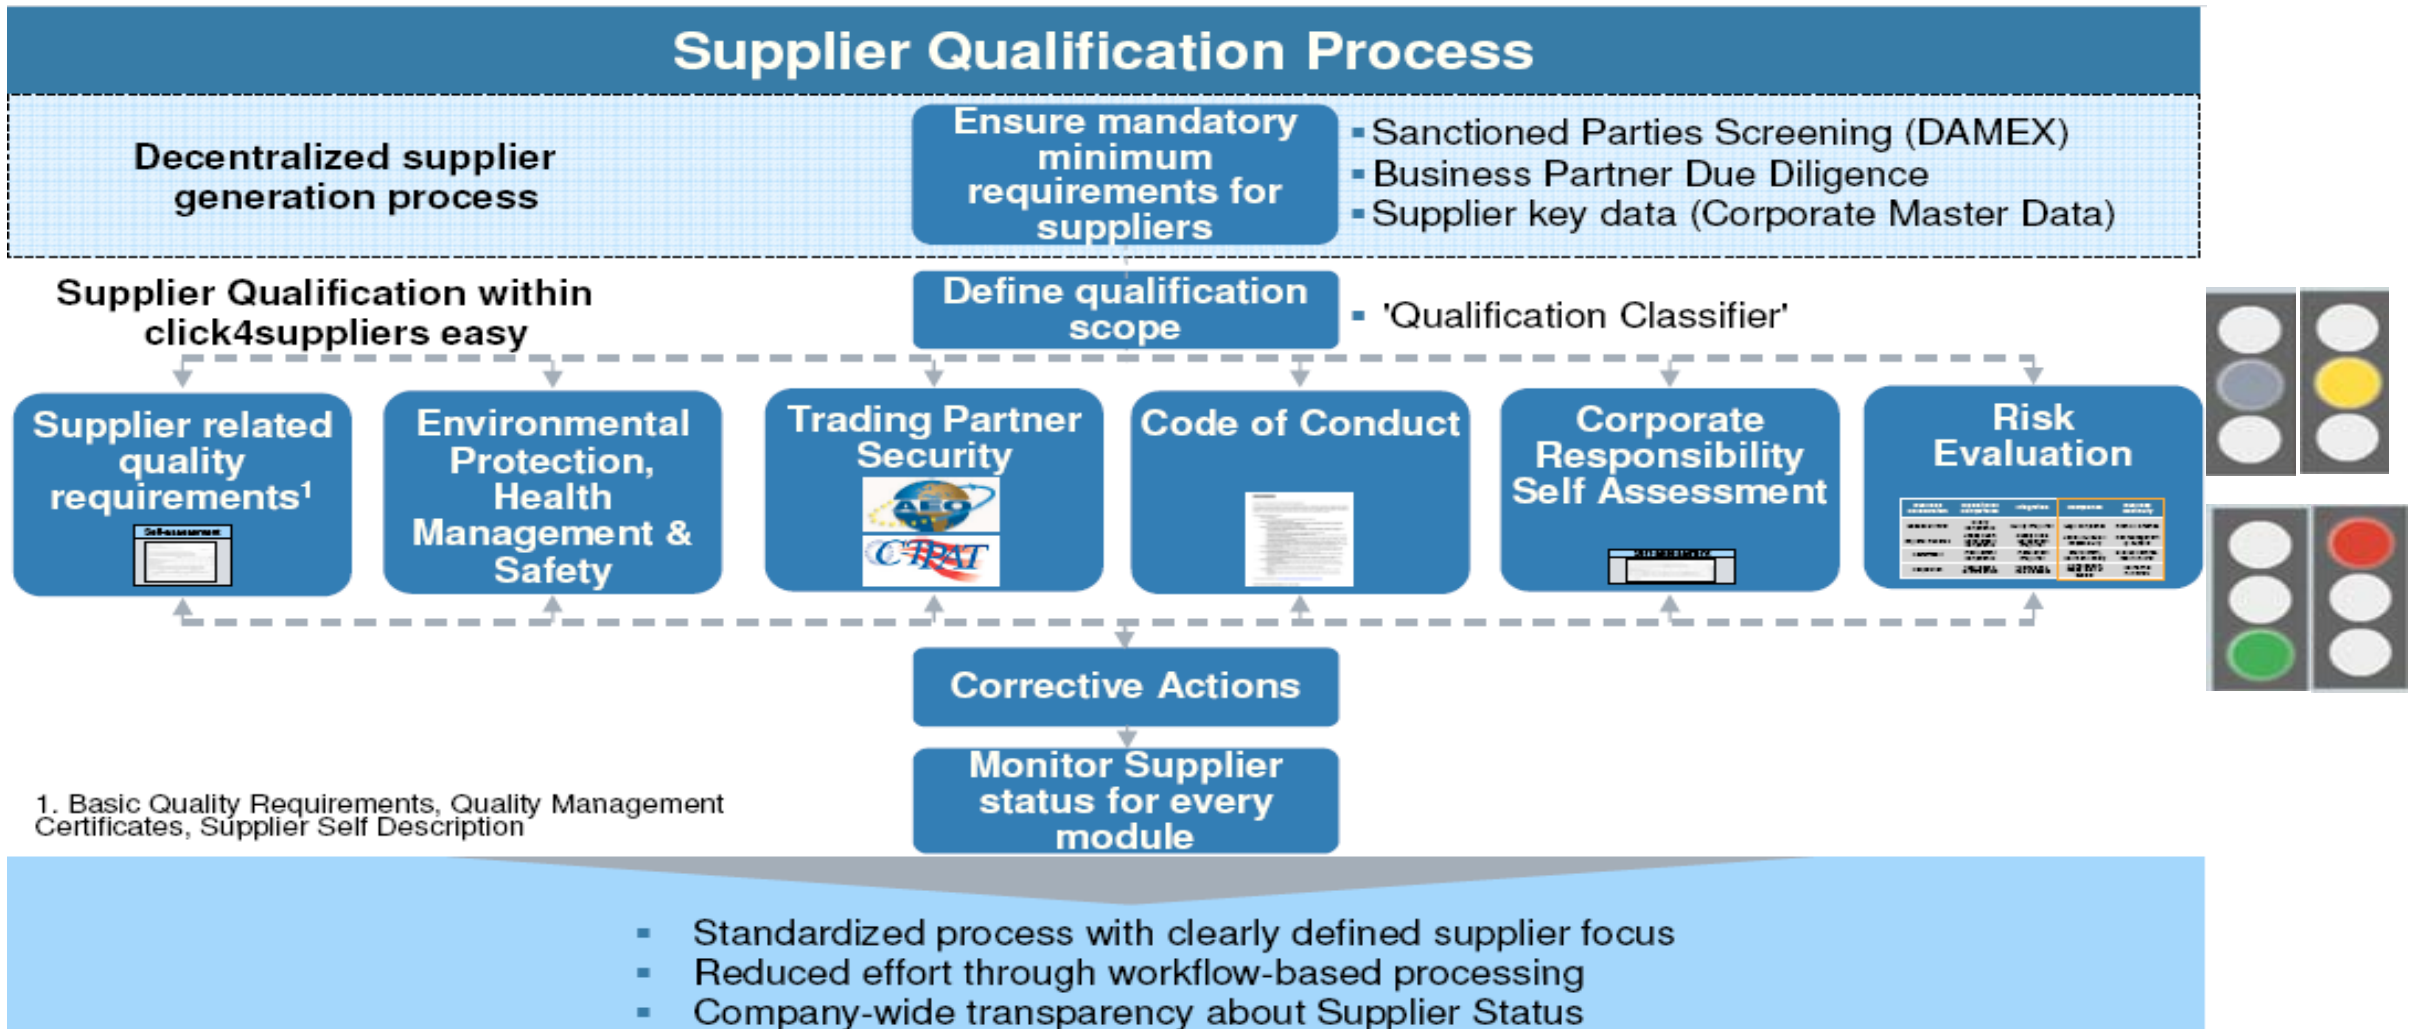 Supplier Qualification Process
Decentralized supplier
generation process
Ensure mandatory
minimum
requirements for
suppliers
Sanctioned Parties Screening (DAMEX)
Business Partner Due Diligence
Supplier key data (Corporate Master Data)
Supplier Qualification within
click4suppliers easy
Define qualification
scope
'Qualification Classifier'
Supplier related
quality
requirements¹
Self-assessment
Environmental
Protection,
Health
Management &
Safety
Trading Partner
Security
AEO
C-TPAT
Code of Conduct
Corporate
Responsibility
Self Assessment
Risk
Evaluation
Corrective Actions
Monitor Supplier
status for every
module
1. Basic Quality Requirements, Quality Management
Certificates, Supplier Self Description
Standardized process with clearly defined supplier focus
Reduced effort through workflow-based processing
Company-wide transparency about Supplier Status